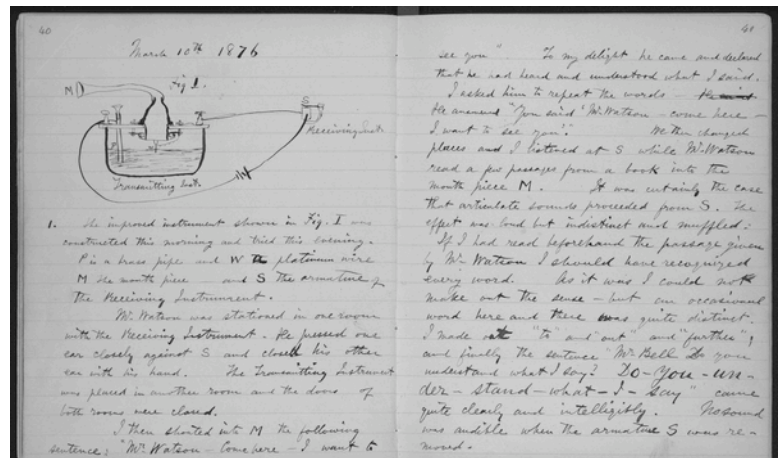 40
March 10th 1876
Fig 1.
M
S
Receiving Inst.
P
W
Transmitting Inst.
1. The improved instrument shown in Fig. I was
constructed this morning and tried this evening.
P is a brass pipe and W the platinum wire
M the mouth piece — and S the armature of
the Receiving Instrument.
Mr. Watson was stationed in one room
with the Receiving Instrument. He pressed one
ear closely against S and closed his other
ear with his hand. The Transmitting Instrument
was placed in another room and the doors of
both rooms were closed.
I then shouted into M the following
sentence: "Mr. Watson — Come here — I want to
41
see you". To my delight he came and declared
that he had heard and understood what I said.
I asked him to repeat the words —
He answered "You said 'Mr. Watson — come here —
I want to see you'." We then changed
places and I listened at S while Mr. Watson
read a few passages from a book into the
mouth piece M. It was certainly the case
that articulate sounds proceeded from S. The
effect was loud but indistinct and muffled.
If I had read beforehand the passage given
by Mr. Watson I should have recognized
every word. As it was I could not
make out the sense — but an occasional
word here and there was quite distinct.
I made out "to" and "out" and "further";
and finally the sentence "Mr Bell Do you
understand what I say? Do-you-un-
der-stand-what-I-say" came
quite clearly and intelligibly. No sound
was audible when the armature S was re-
moved.